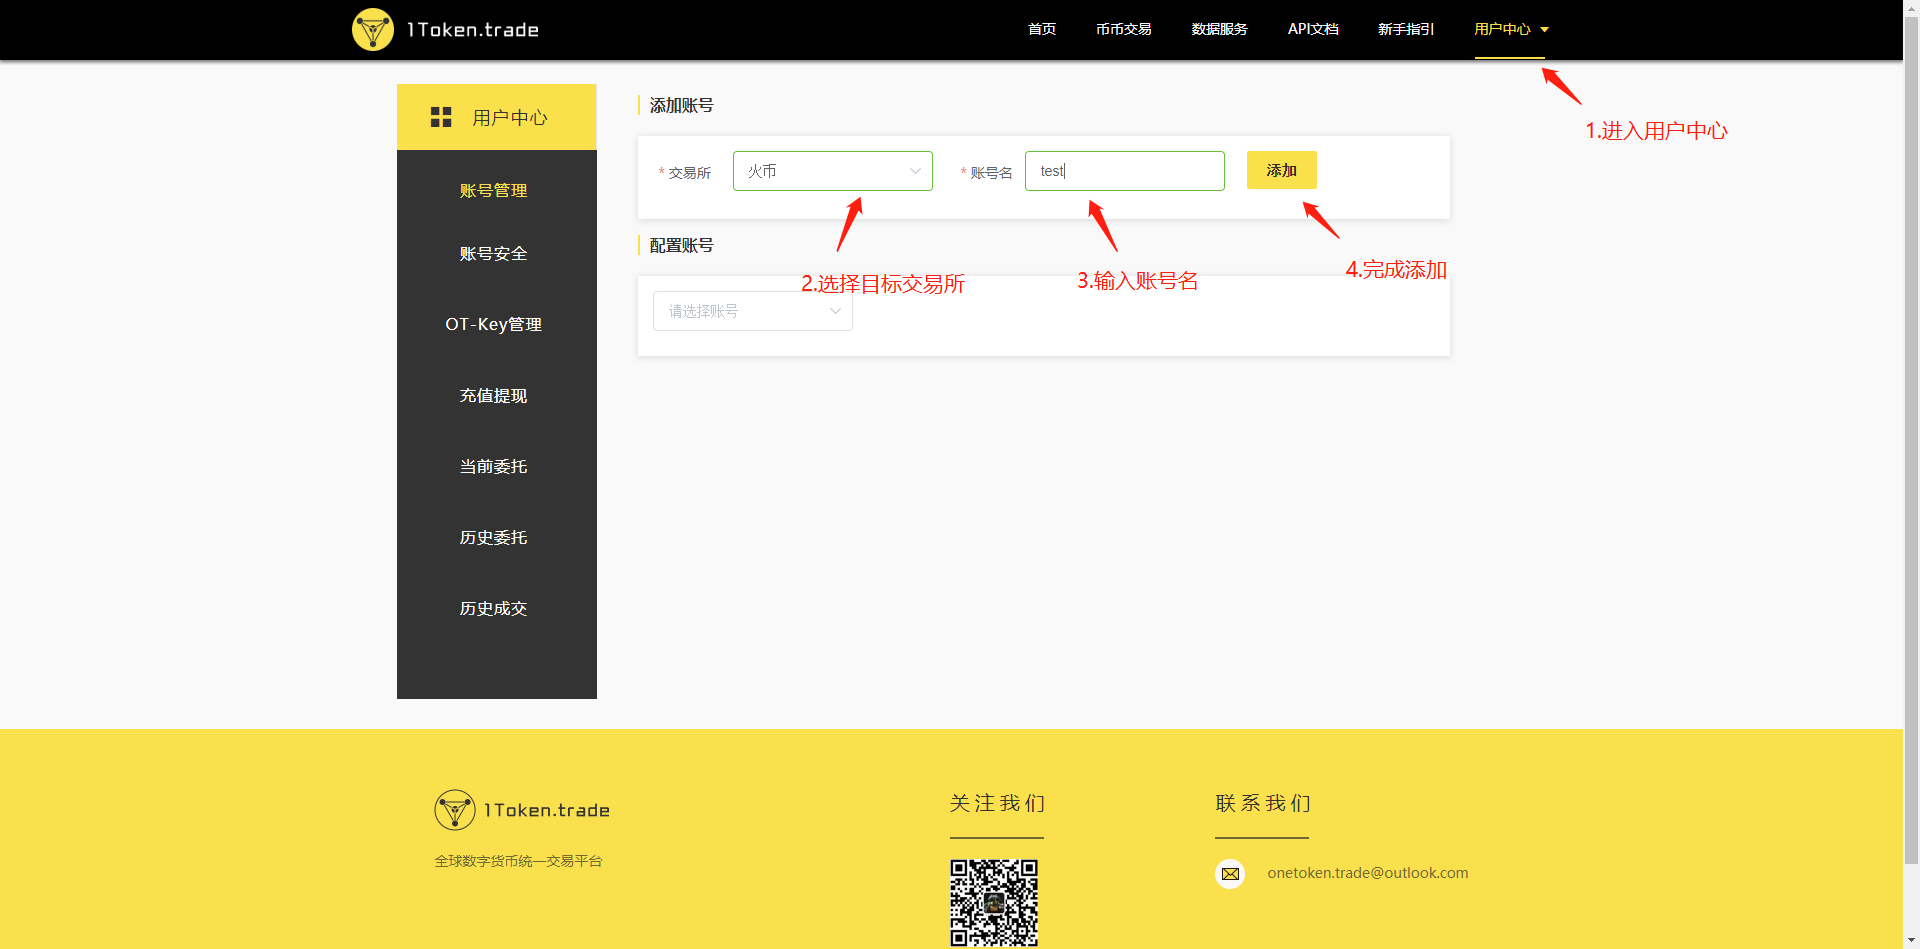 1Token.trade
首页 币币交易 数据服务 API文档 新手指引 用户中心
1.进入用户中心
用户中心
账号管理
账号安全
OT-Key管理
充值提现
当前委托
历史委托
历史成交
添加账号
* 交易所 火币 * 账号名 test 添加
2.选择目标交易所
3.输入账号名
4.完成添加
配置账号
请选择账号
1Token.trade
全球数字货币统一交易平台
关注我们
联系我们
onetoken.trade@outlook.com